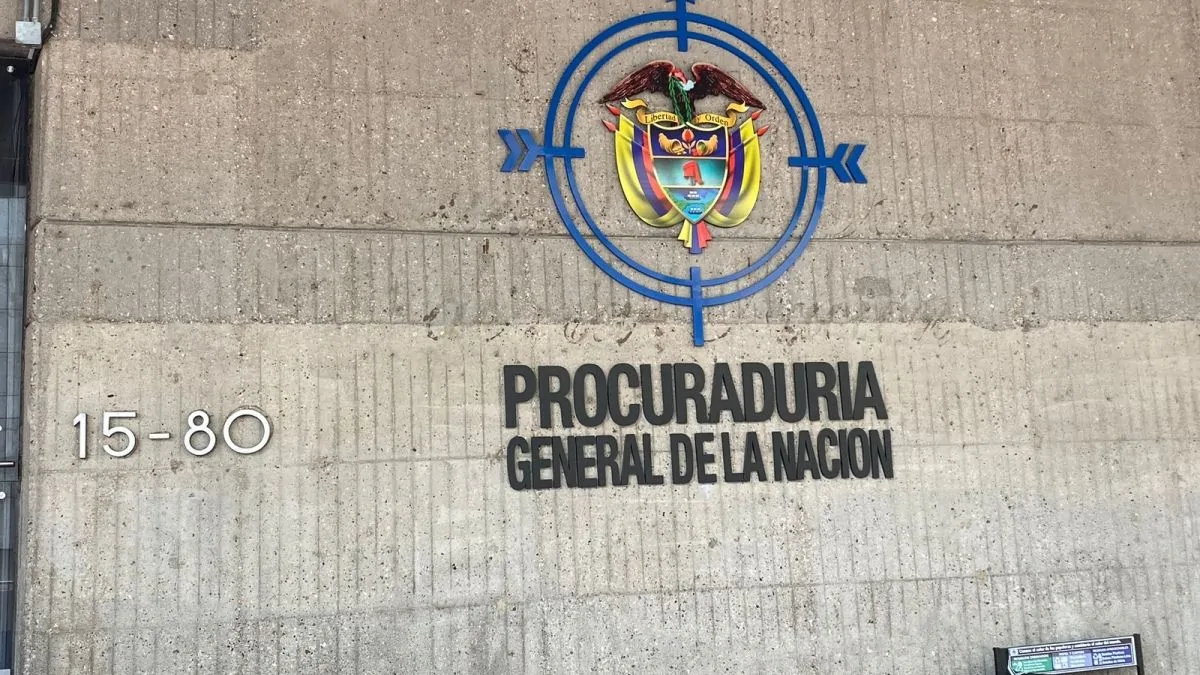 Libertad y Orden
15-80
PROCURADURIA
GENERAL DE LA NACION